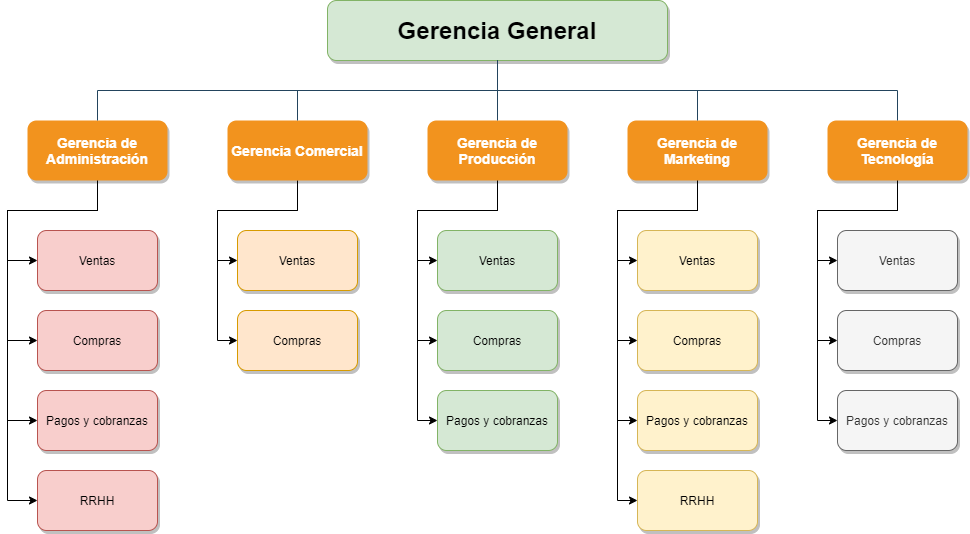 Gerencia General
Gerencia de
Administración
Gerencia Comercial
Gerencia de
Producción
Gerencia de
Marketing
Gerencia de
Tecnología
Ventas
Ventas
Ventas
Ventas
Ventas
Compras
Compras
Compras
Compras
Compras
Pagos y cobranzas
Pagos y cobranzas
Pagos y cobranzas
Pagos y cobranzas
RRHH
RRHH